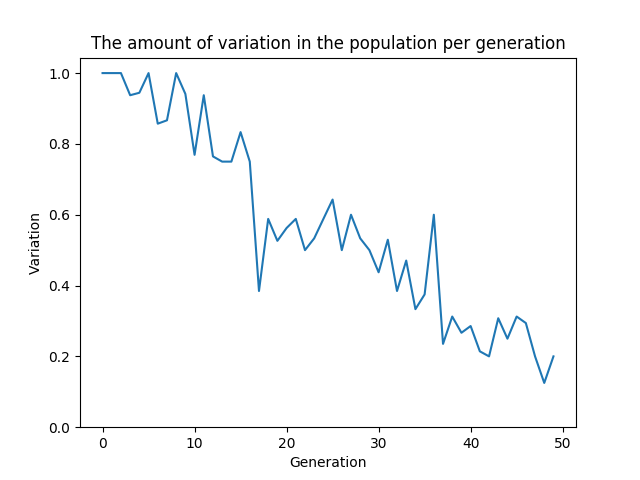 The amount of variation in the population per generation
1.0
0.8
0.6
0.4
0.2
0.0
Variation
0 10 20 30 40 50
Generation